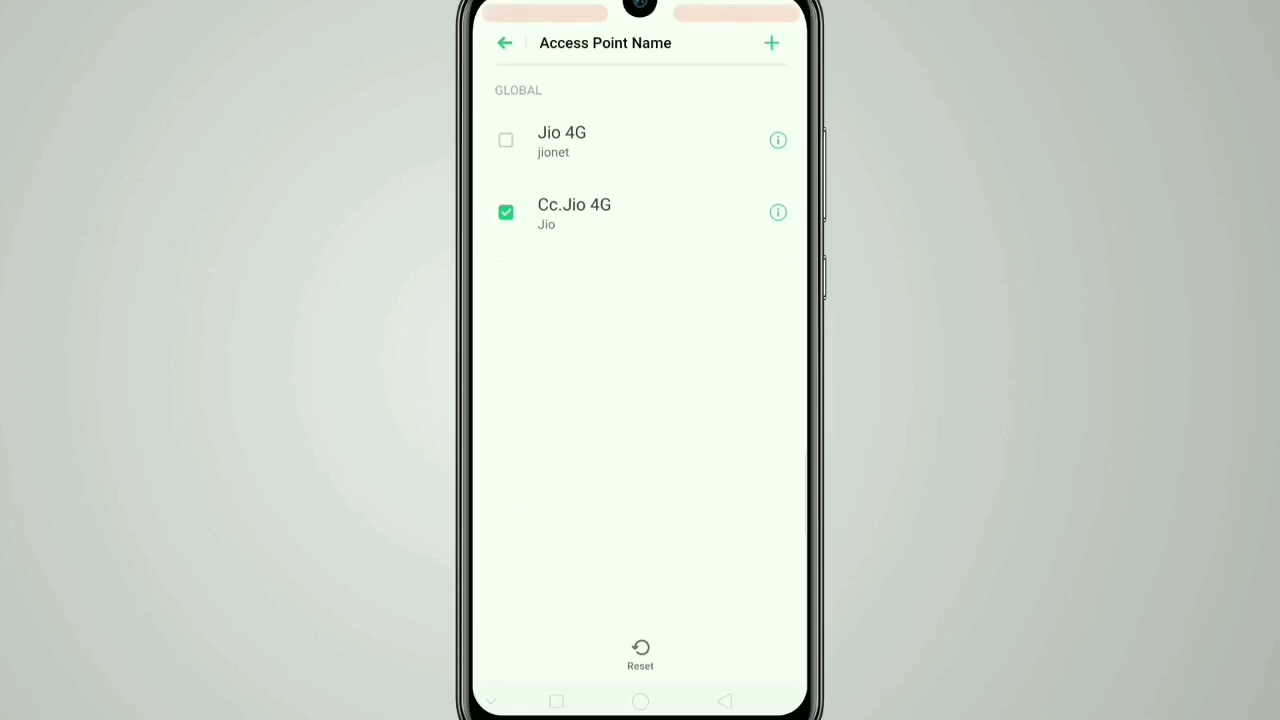 Access Point Name
GLOBAL
Jio 4G
jionet
Cc.Jio 4G
Jio
Reset